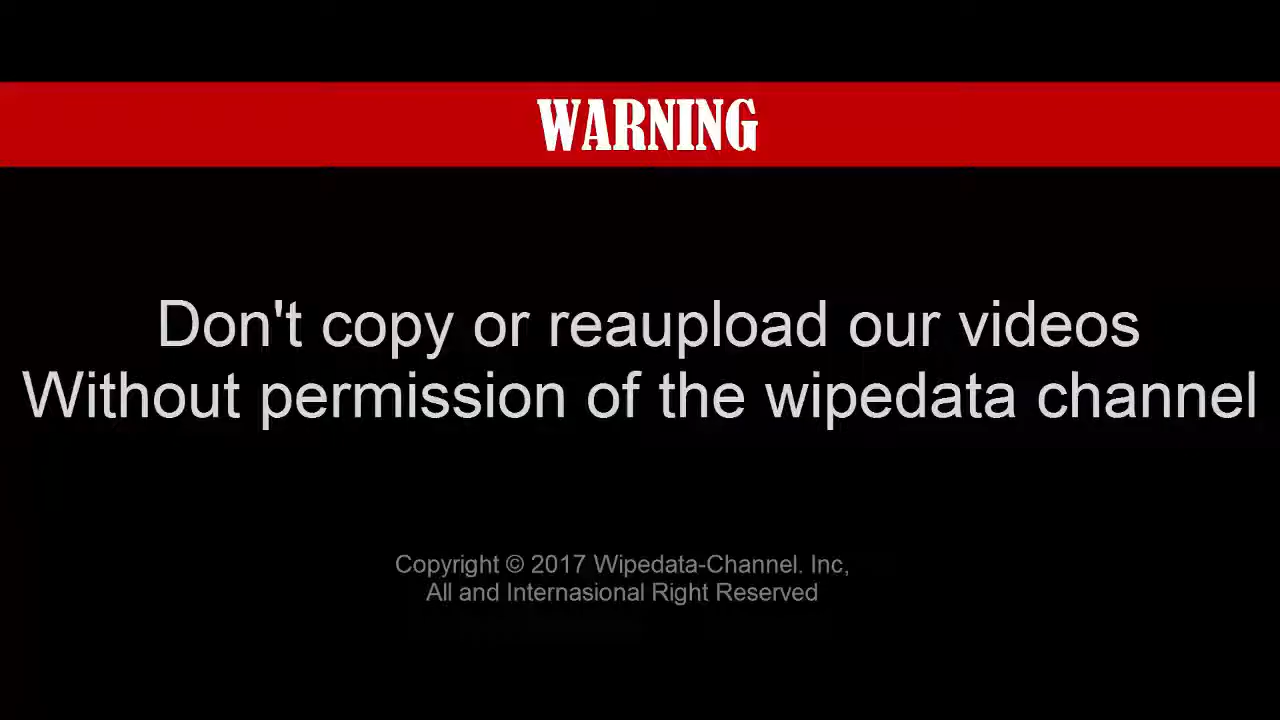 WARNING
Don't copy or reaupload our videos
Without permission of the wipedata channel
Copyright © 2017 Wipedata-Channel. Inc,
All and Internasional Right Reserved